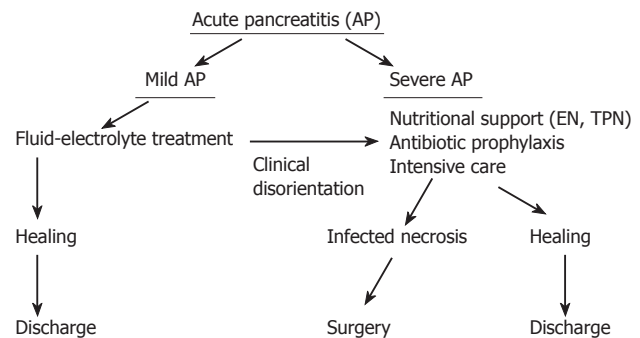 Acute pancreatitis (AP)
Mild AP
Severe AP
Fluid-electrolyte treatment
Clinical
disorientation
Nutritional support (EN, TPN)
Antibiotic prophylaxis
Intensive care
Healing
Infected necrosis
Healing
Discharge
Surgery
Discharge